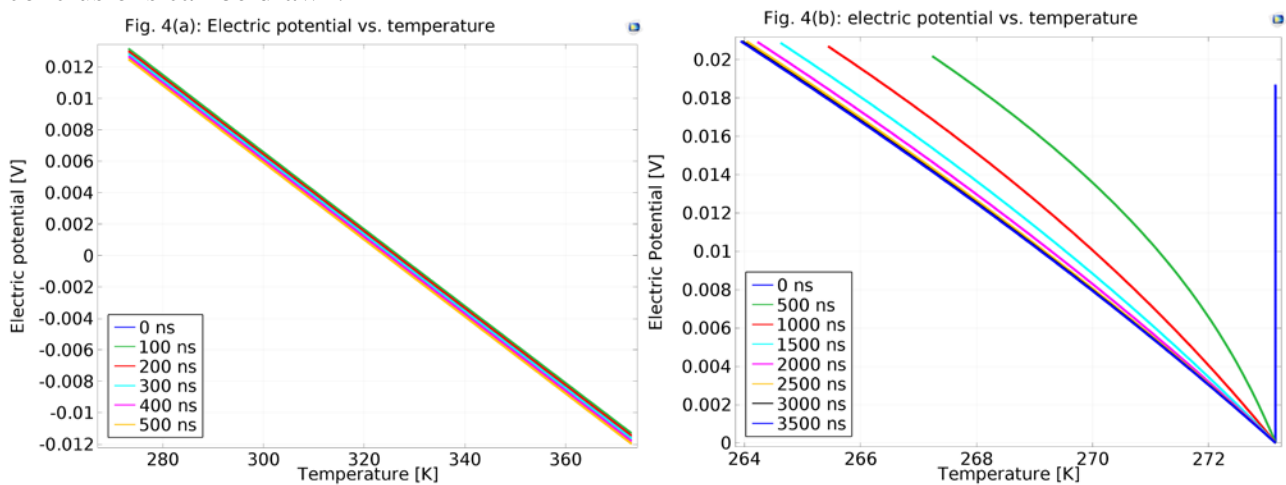 Fig. 4(a): Electric potential vs. temperature
0.012
0.01
0.008
0.006
0.004
0.002
0
-0.002
-0.004
-0.006
-0.008
-0.01
-0.012
Electric potential [V]
0 ns
100 ns
200 ns
300 ns
400 ns
500 ns
280
300
320
340
360
Temperature [K]
Fig. 4(b): electric potential vs. temperature
0.02
0.018
0.016
0.014
0.012
0.01
0.008
0.006
0.004
0.002
0
Electric Potential [V]
0 ns
500 ns
1000 ns
1500 ns
2000 ns
2500 ns
3000 ns
3500 ns
264
266
268
270
272
Temperature [K]